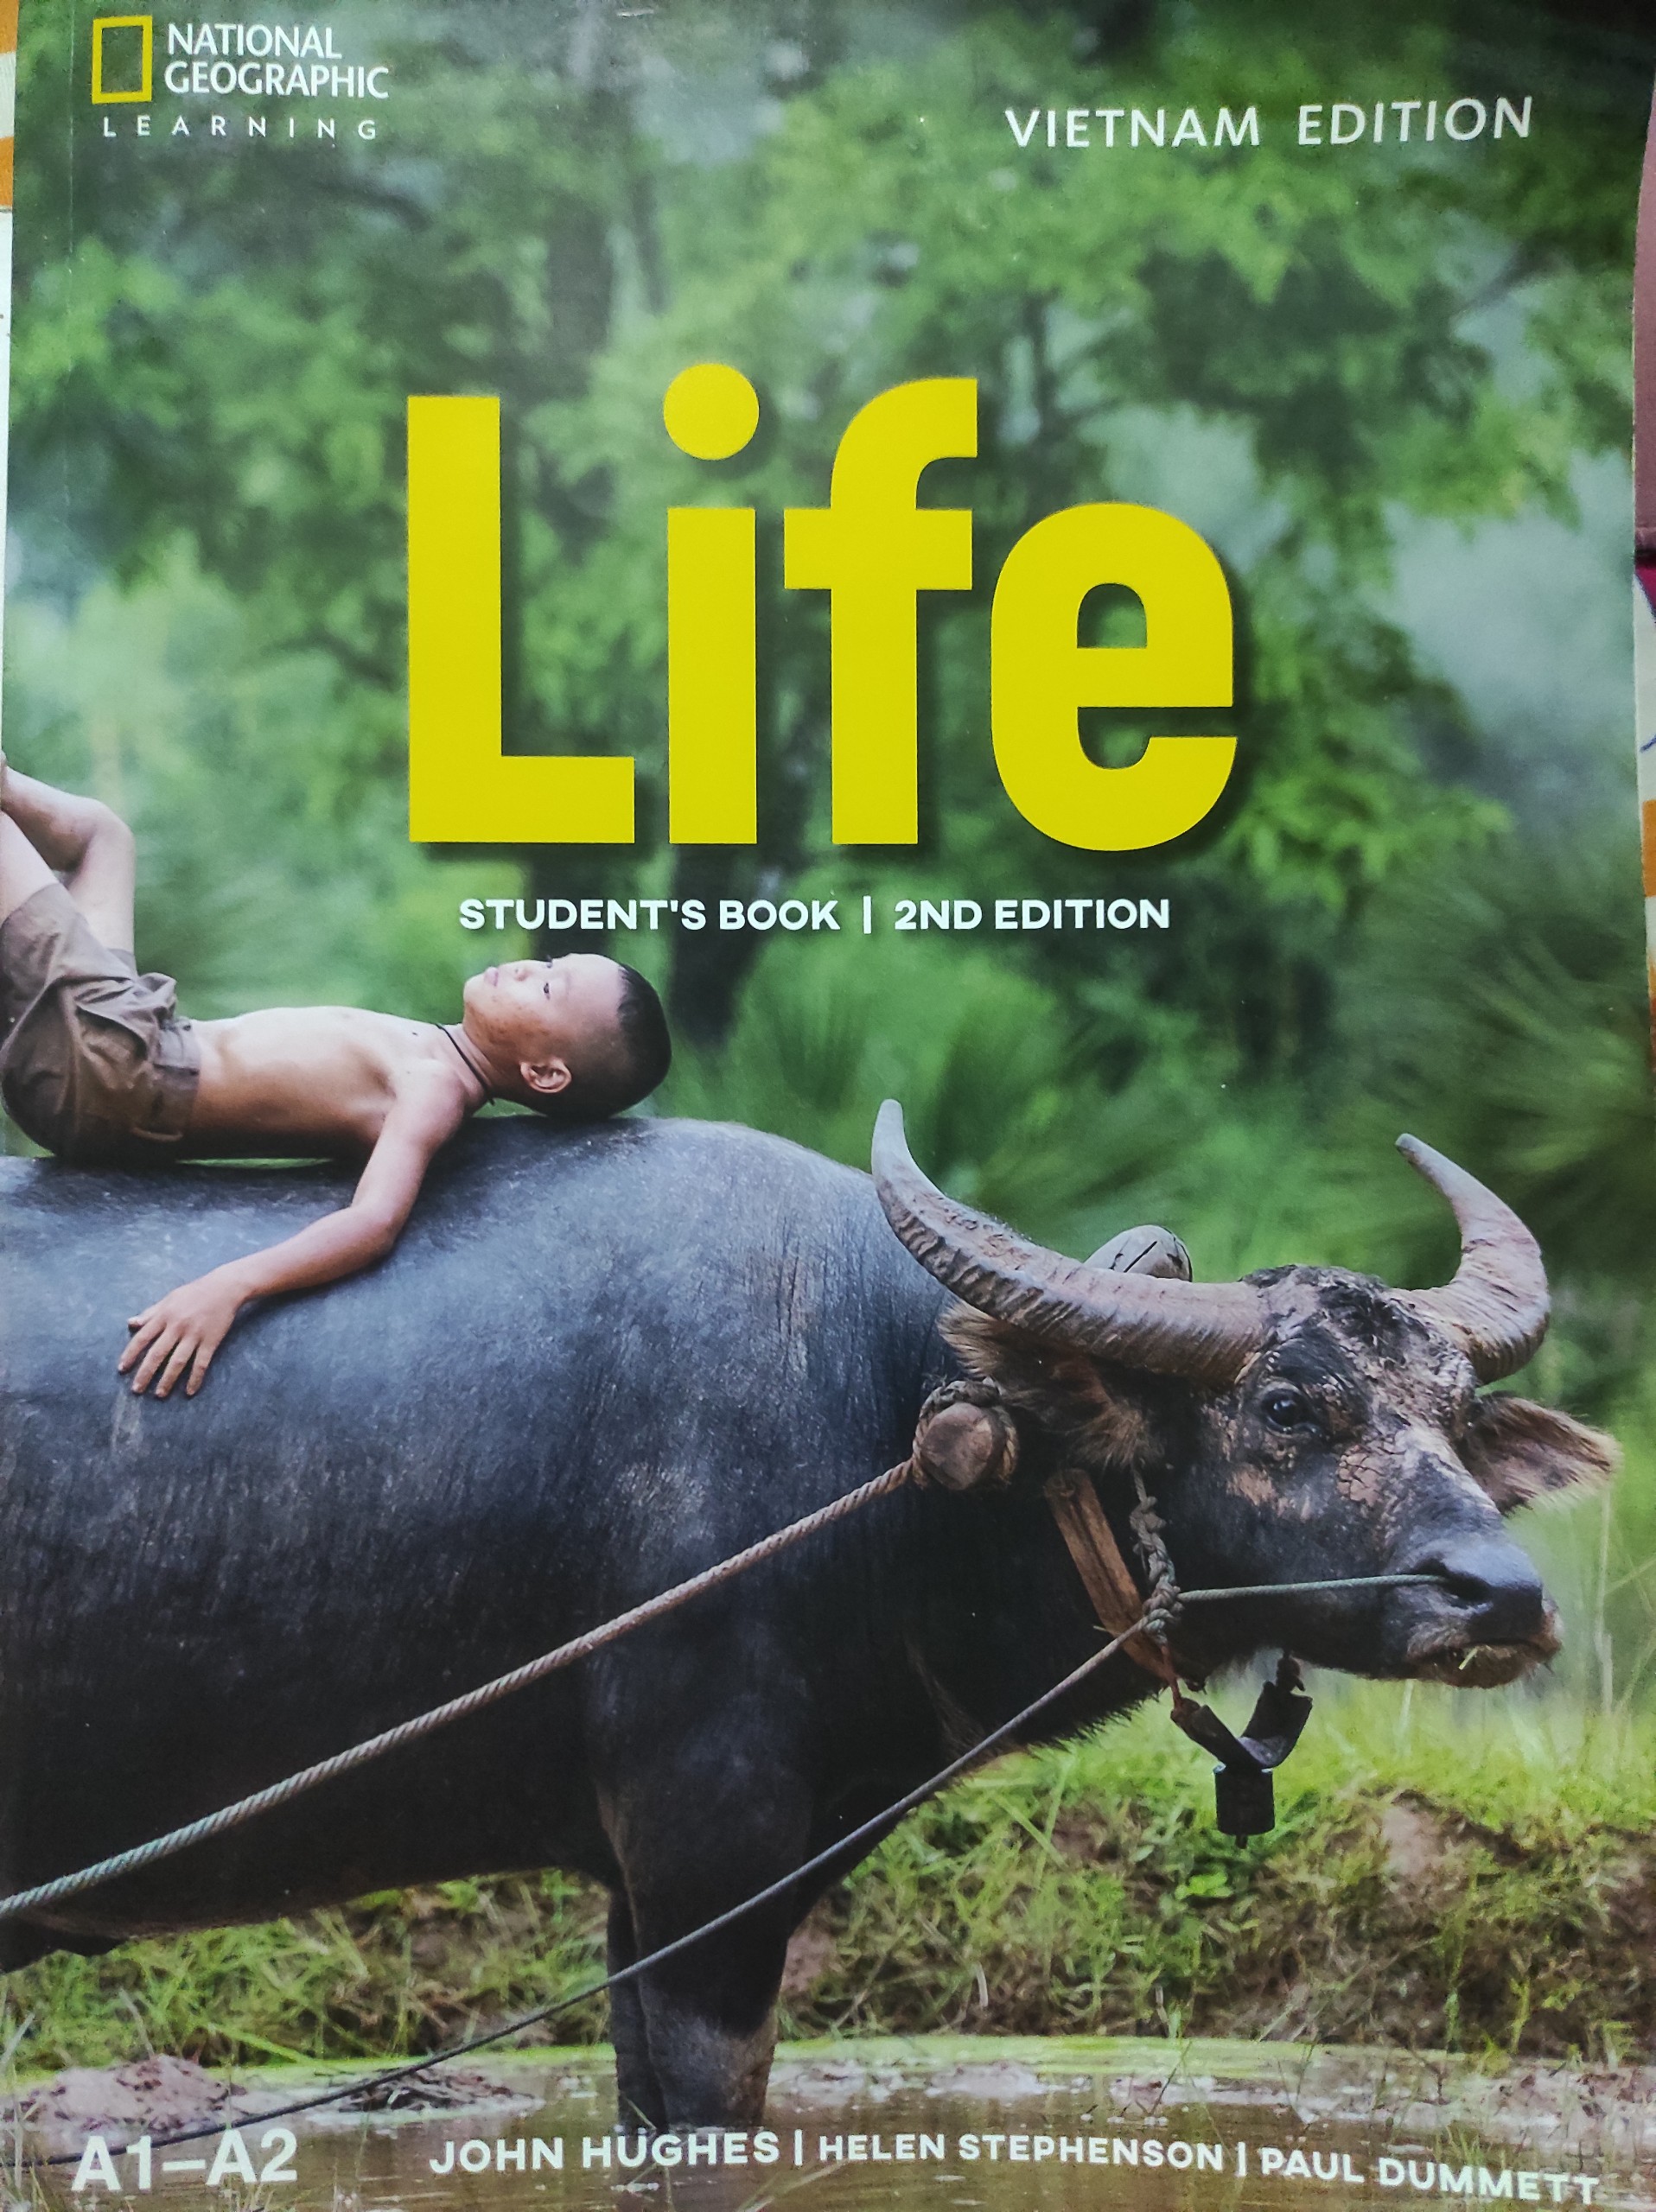 NATIONAL
GEOGRAPHIC
LEARNING
VIETNAM EDITION
Life
STUDENT'S BOOK | 2ND EDITION
A1–A2
JOHN HUGHES | HELEN STEPHENSON | PAUL DUMMETT